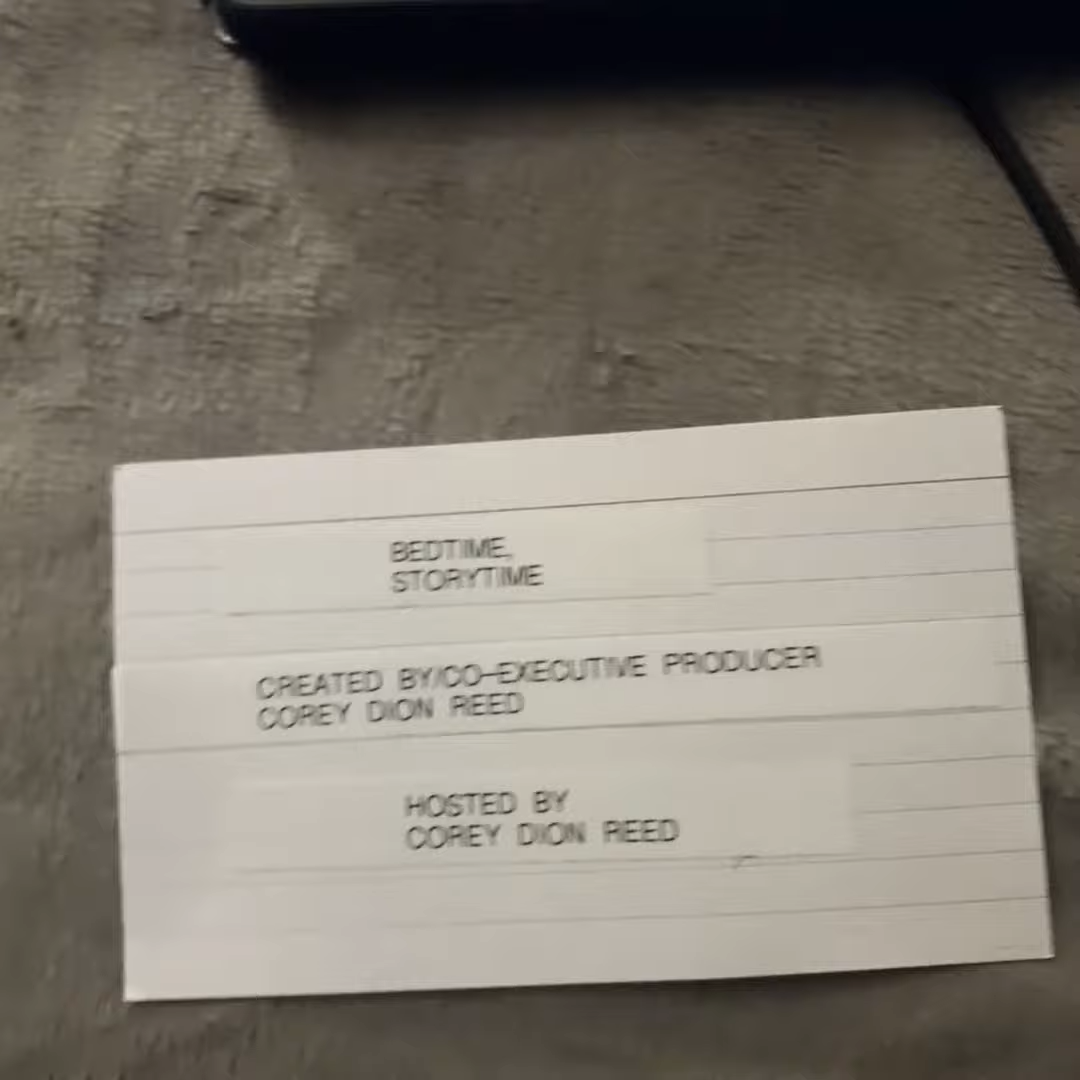 BEDTIME,
STORYTIME
CREATED BY/CO-EXECUTIVE PRODUCER
COREY DION REED
HOSTED BY
COREY DION REED